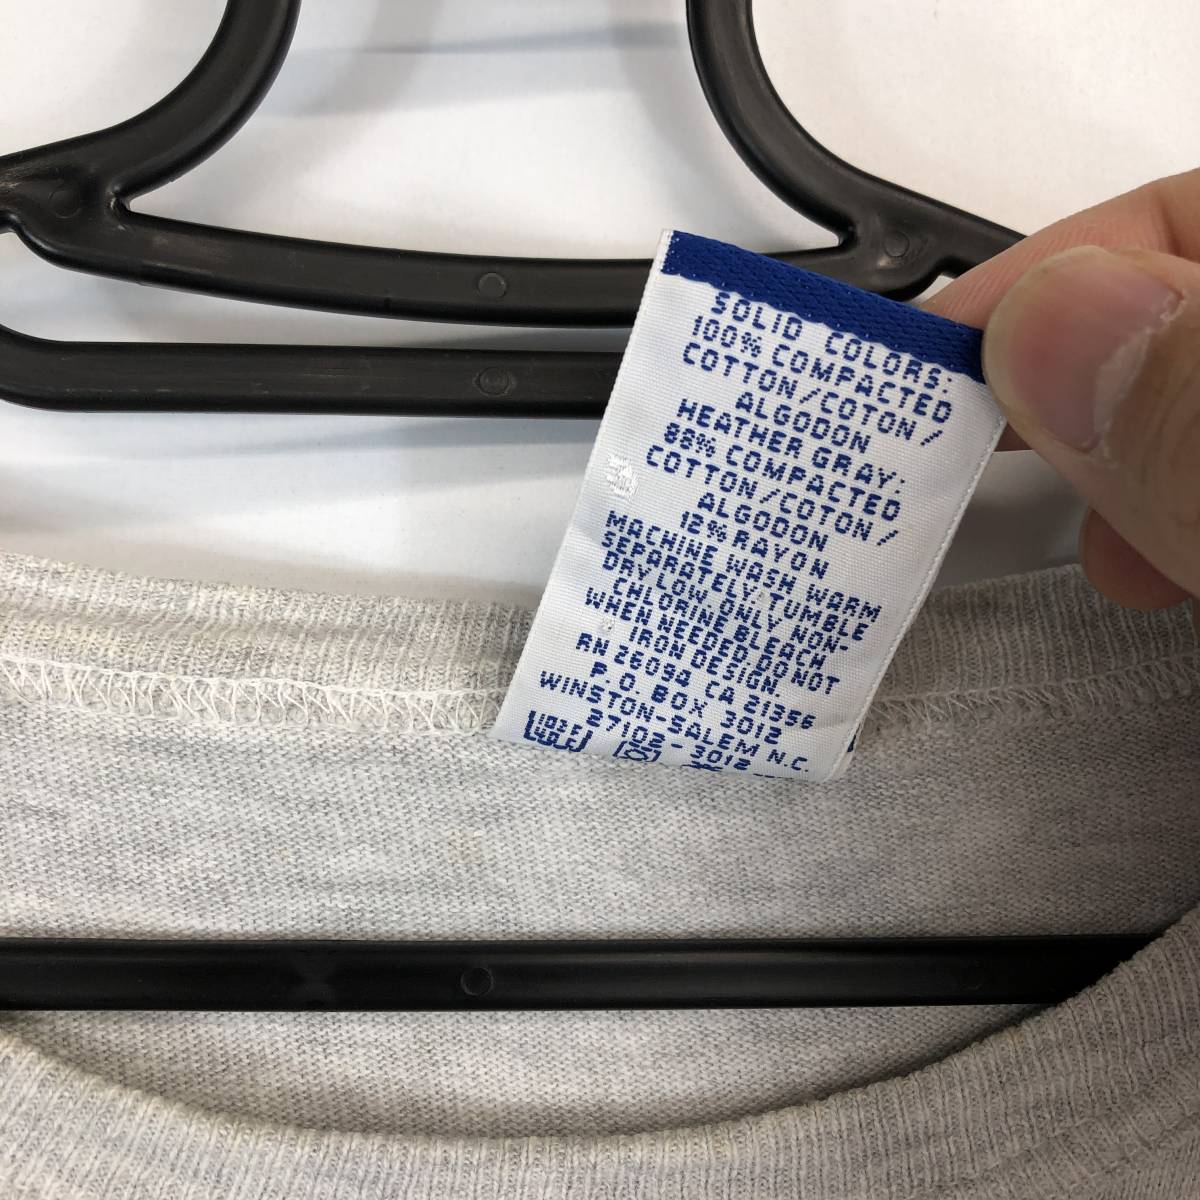 SOLID COLORS:
100% COMPACTED
COTTON/COTON/
ALGODON
HEATHER GRAY:
88% COMPACTED
COTTON/COTON/
ALGODON
12% RAYON
MACHINE WASH WARM
SEPARATELY, TUMBLE
DRY LOW, ONLY NON-
CHLORINE BLEACH
WHEN NEEDED. DO NOT
IRON DESIGN.
RN 26094 CA 21356
P.O. BOX 3012
WINSTON-SALEM N.C.
27102-3012